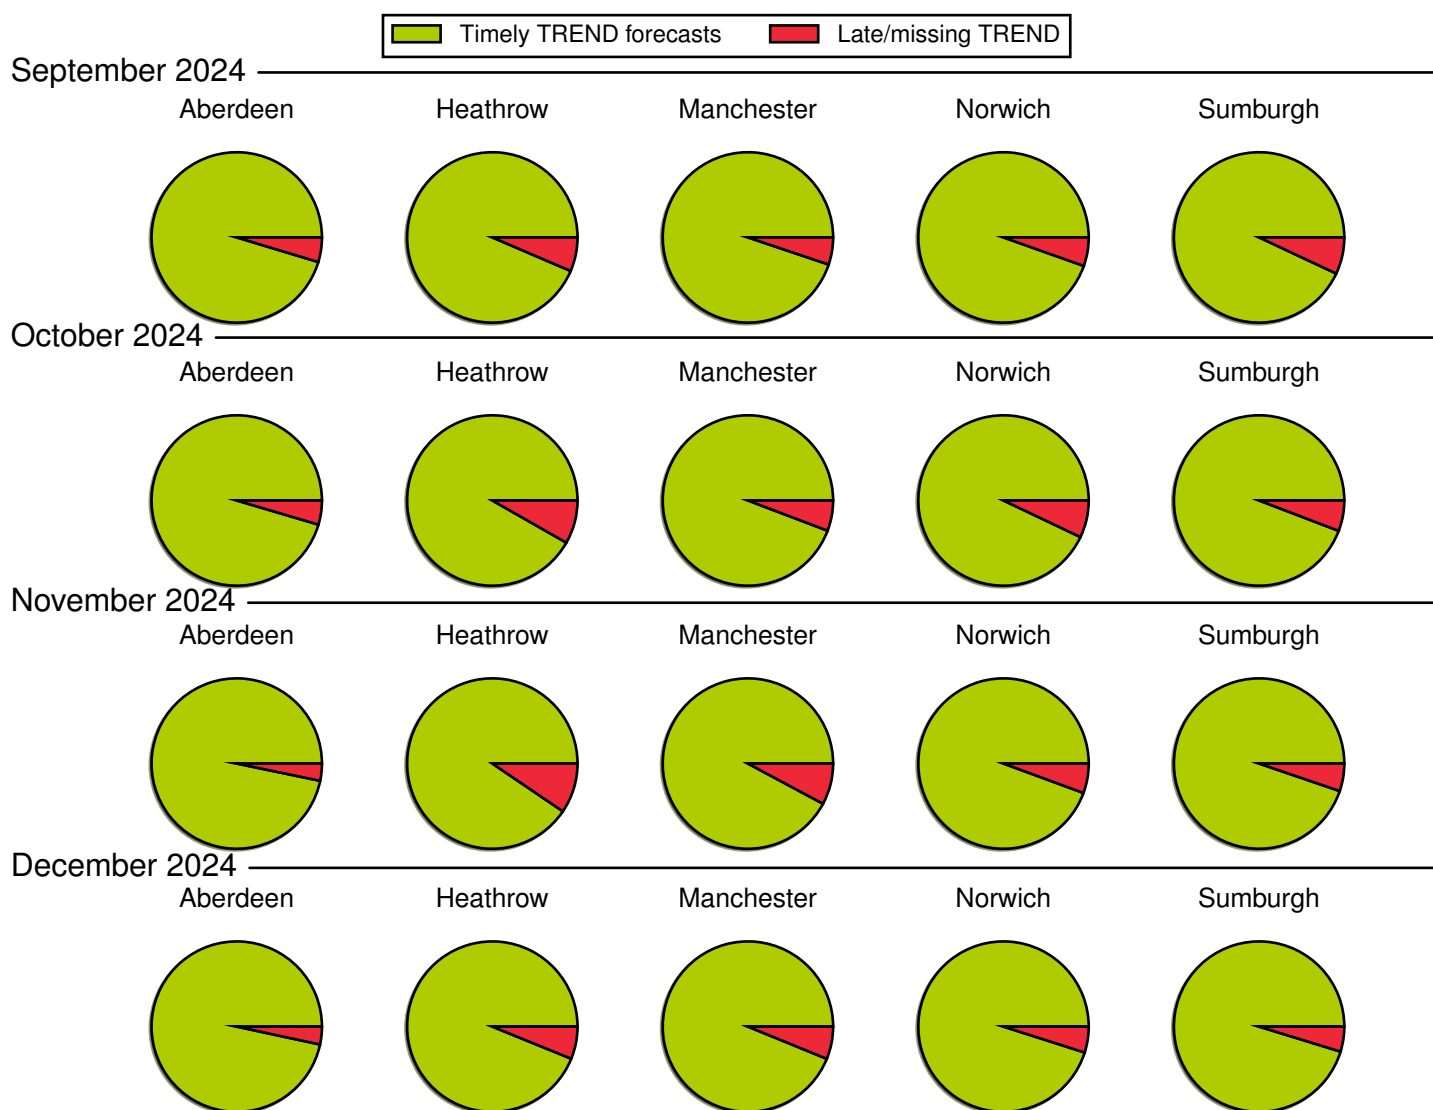 Timely TREND forecasts Late/missing TREND
September 2024
Aberdeen Heathrow Manchester Norwich Sumburgh
October 2024
Aberdeen Heathrow Manchester Norwich Sumburgh
November 2024
Aberdeen Heathrow Manchester Norwich Sumburgh
December 2024
Aberdeen Heathrow Manchester Norwich Sumburgh